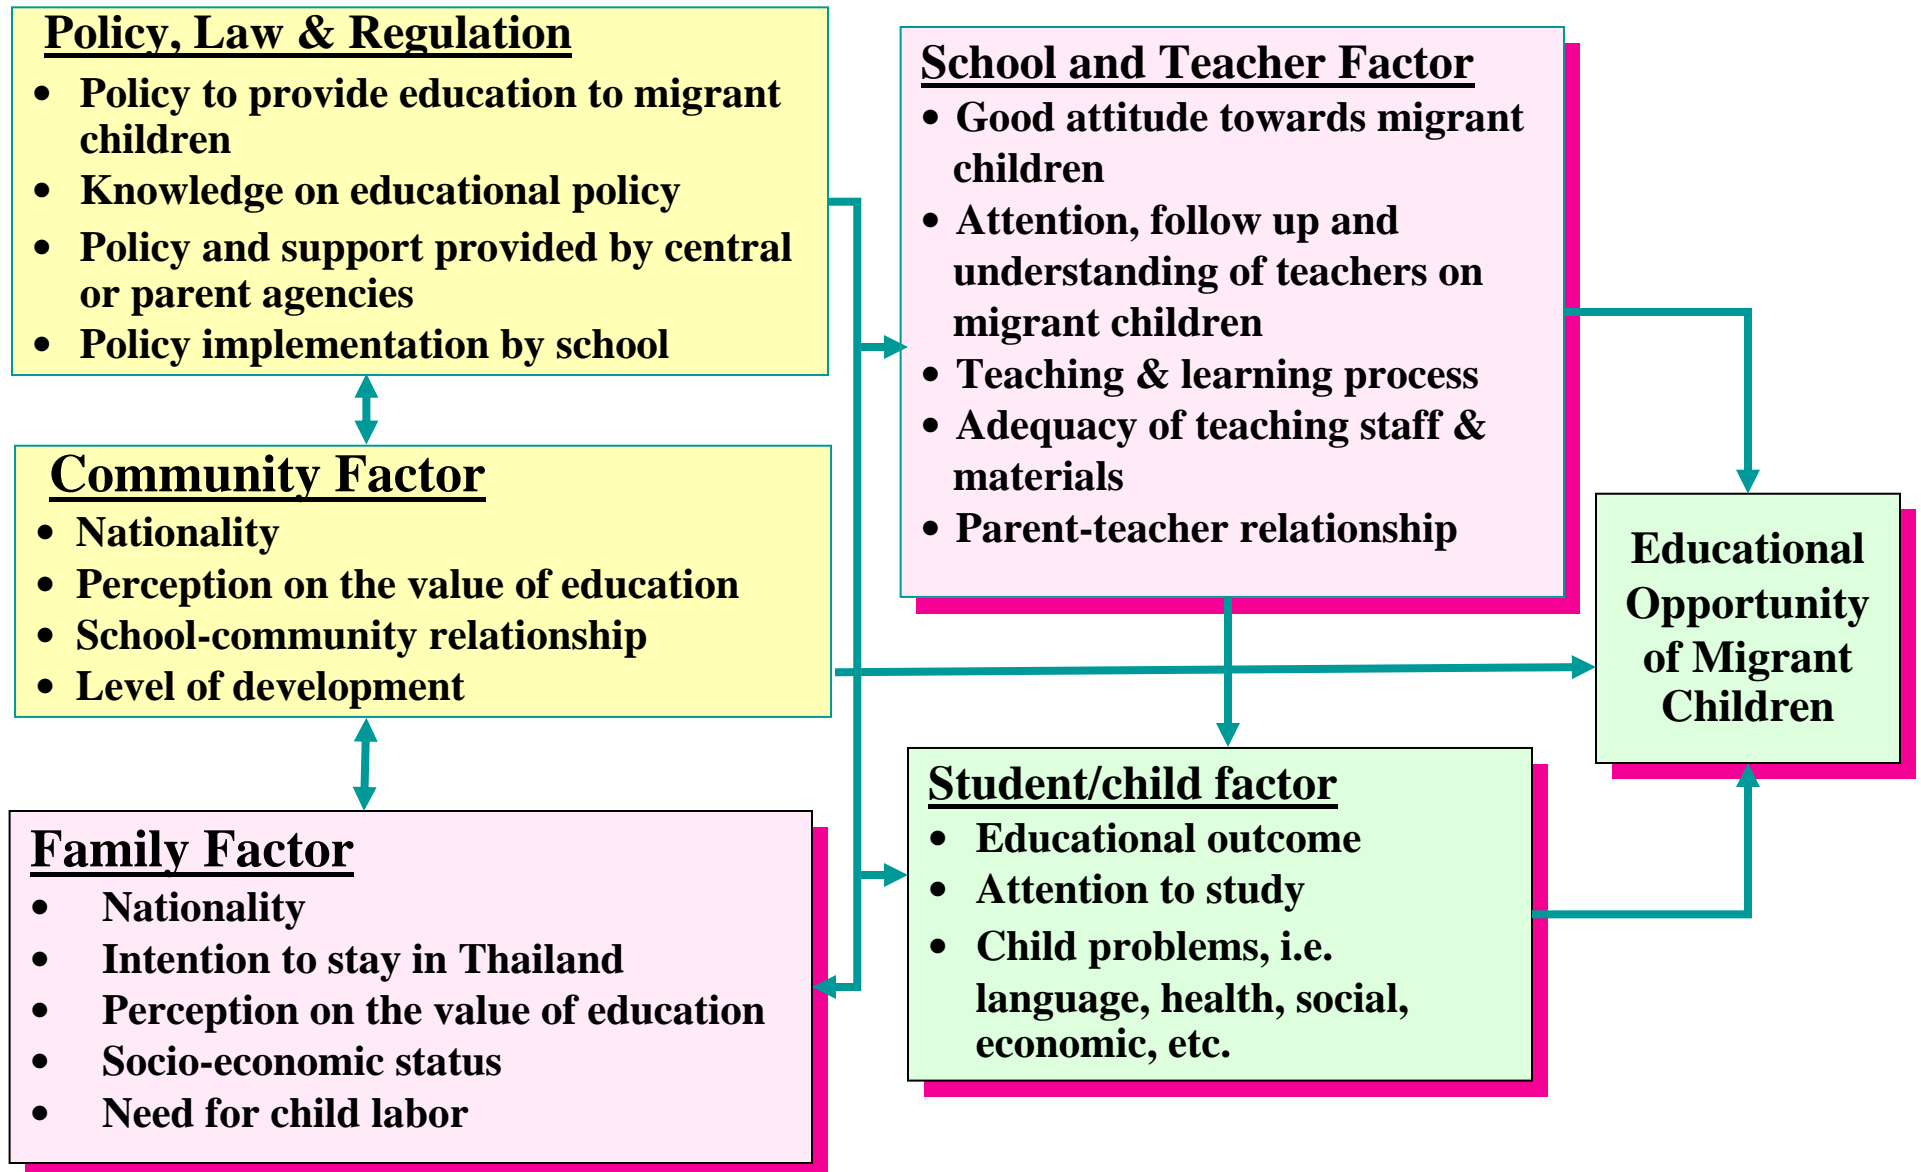 Policy, Law & Regulation
• Policy to provide education to migrant
children
• Knowledge on educational policy
• Policy and support provided by central
or parent agencies
• Policy implementation by school
Community Factor
• Nationality
• Perception on the value of education
• School-community relationship
• Level of development
Family Factor
• Nationality
• Intention to stay in Thailand
• Perception on the value of education
• Socio-economic status
• Need for child labor
School and Teacher Factor
• Good attitude towards migrant
children
• Attention, follow up and
understanding of teachers on
migrant children
• Teaching & learning process
• Adequacy of teaching staff &
materials
• Parent-teacher relationship
Student/child factor
• Educational outcome
• Attention to study
• Child problems, i.e.
language, health, social,
economic, etc.
Educational
Opportunity
of Migrant
Children